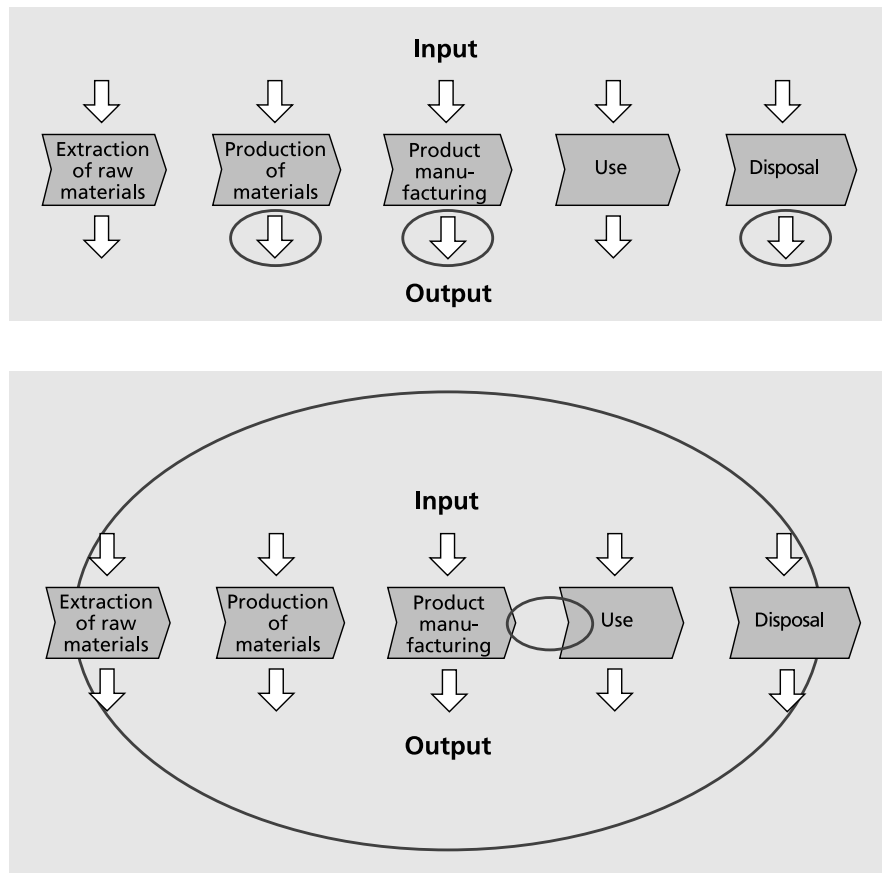 Input
Extraction
of raw
materials
Production
of
materials
Product
manu-
facturing
Use
Disposal
Output
Input
Extraction
of raw
materials
Production
of
materials
Product
manu-
facturing
Use
Disposal
Output